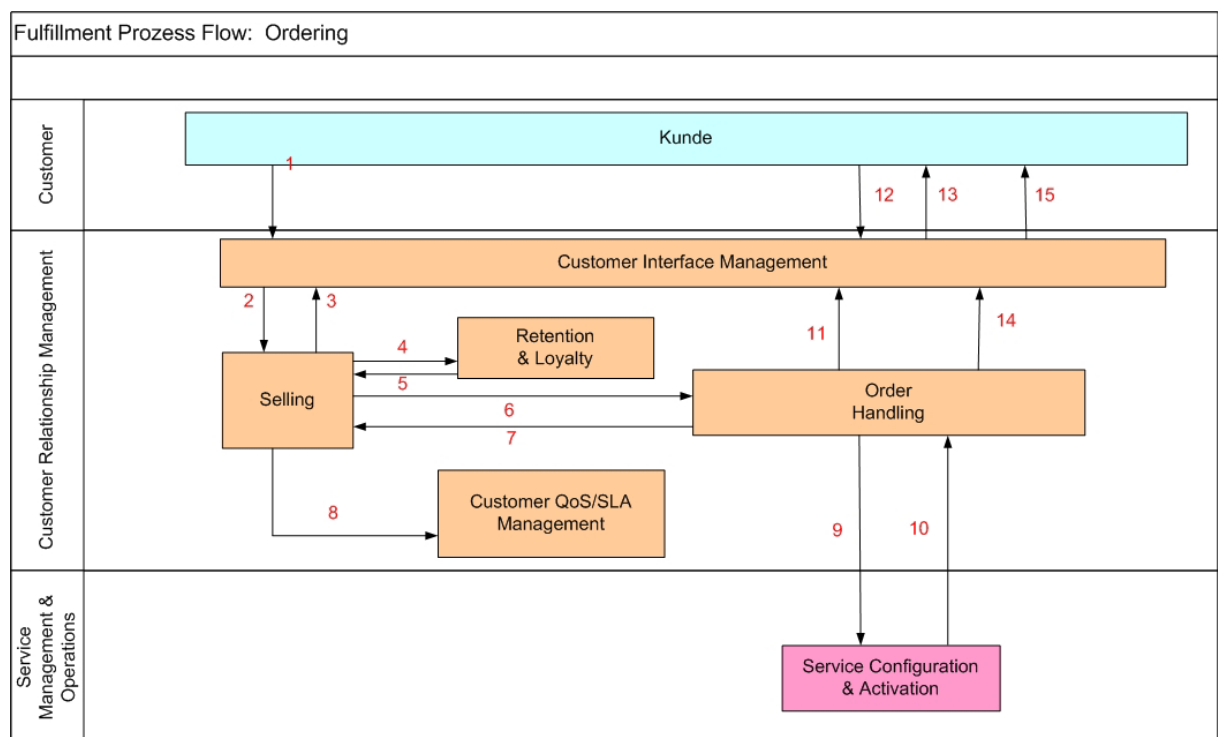 Fulfillment Prozess Flow: Ordering
Customer
Kunde
1
12
13
15
Customer Relationship Management
Customer Interface Management
2
3
11
14
Retention
& Loyalty
4
5
Selling
6
7
Order
Handling
8
Customer QoS/SLA
Management
9
10
Service
Management &
Operations
Service Configuration
& Activation